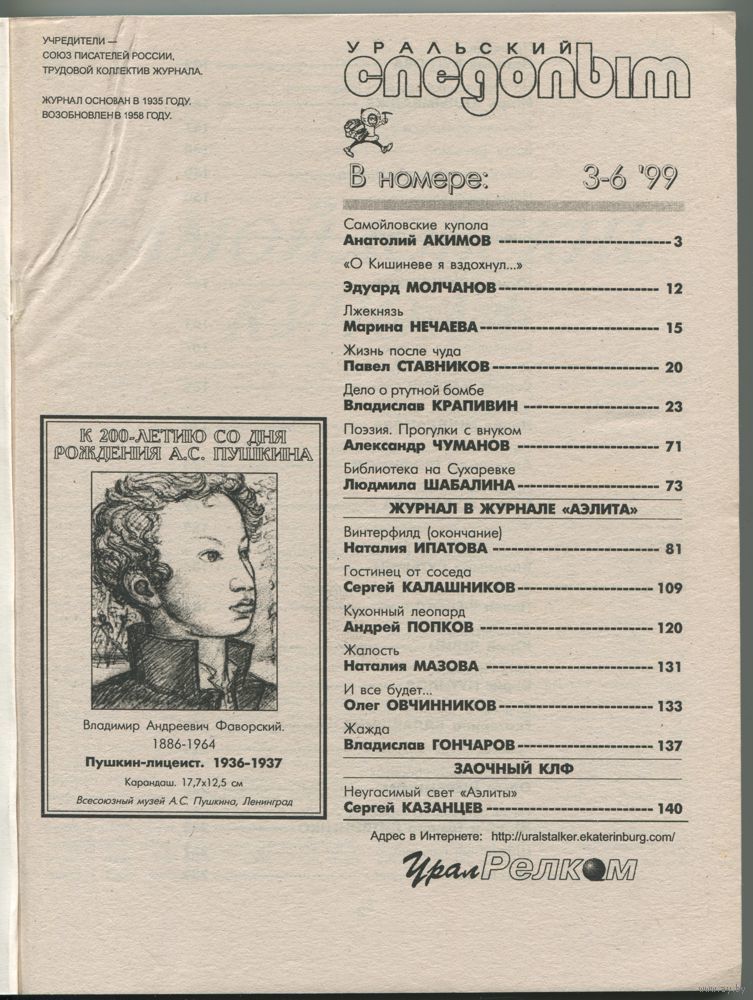 УЧРЕДИТЕЛИ —
СОЮЗ ПИСАТЕЛЕЙ РОССИИ,
ТРУДОВОЙ КОЛЛЕКТИВ ЖУРНАЛА.
ЖУРНАЛ ОСНОВАН В 1935 ГОДУ.
ВОЗОБНОВЛЕН В 1958 ГОДУ.
УРАЛЬСКИЙ
следопыт
В номере: 3-6 '99
Самойловские купола
Анатолий АКИМОВ ---------- 3
«О Кишиневе я вздохнул...»
Эдуард МОЛЧАНОВ ---------- 12
Лжекнязь
Марина НЕЧАЕВА ---------- 15
Жизнь после чуда
Павел СТАВНИКОВ ---------- 20
Дело о ртутной бомбе
Владислав КРАПИВИН ---------- 23
Поэзия. Прогулки с внуком
Александр ЧУМАНОВ ---------- 71
Библиотека на Сухаревке
Людмила ШАБАЛИНА ---------- 73
ЖУРНАЛ В ЖУРНАЛЕ «АЭЛИТА»
Винтерфилд (окончание)
Наталия ИПАТОВА ---------- 81
Гостинец от соседа
Сергей КАЛАШНИКОВ ---------- 109
Кухонный леопард
Андрей ПОПКОВ ---------- 120
Жалость
Наталия МАЗОВА ---------- 131
И все будет...
Олег ОВЧИННИКОВ ---------- 133
Жажда
Владислав ГОНЧАРОВ ---------- 137
ЗАОЧНЫЙ КЛФ
Неугасимый свет «Аэлиты»
Сергей КАЗАНЦЕВ ---------- 140
Адрес в Интернете: http://uralstalker.ekaterinburg.com/
Урал Релком
К 200-ЛЕТИЮ СО ДНЯ
РОЖДЕНИЯ А.С. ПУШКИНА
Владимир Андреевич Фаворский.
1886-1964
Пушкин-лицеист. 1936-1937
Карандаш. 17,7х12,5 см
Всесоюзный музей А.С. Пушкина, Ленинград